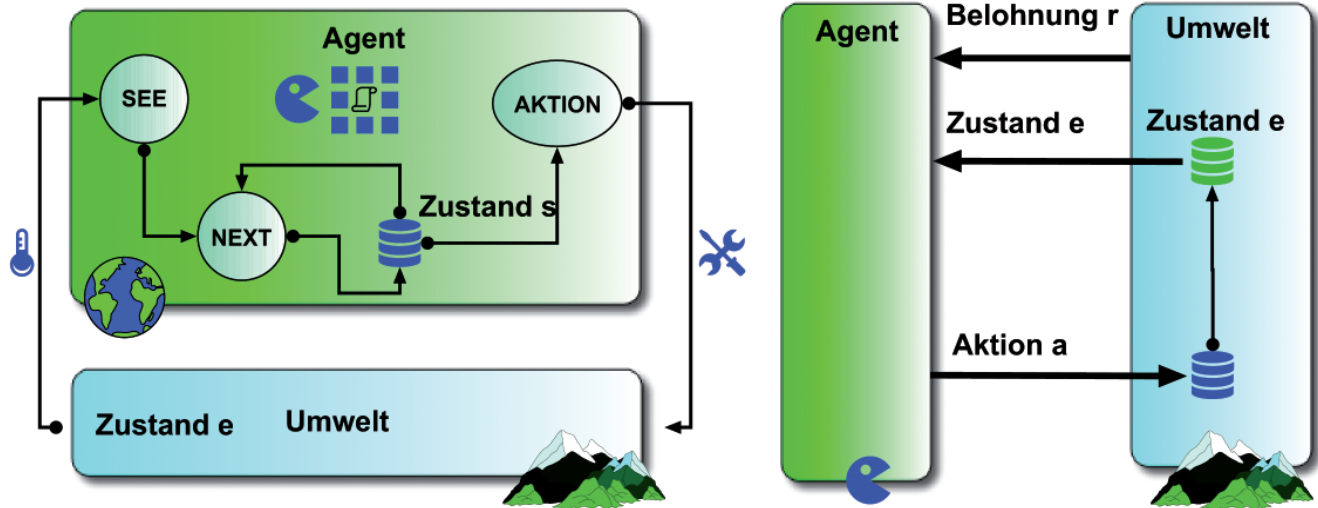 Agent
SEE
AKTION
Zustand s
NEXT
Zustand e
Umwelt
Agent
Belohnung r
Umwelt
Zustand e
Zustand e
Aktion a